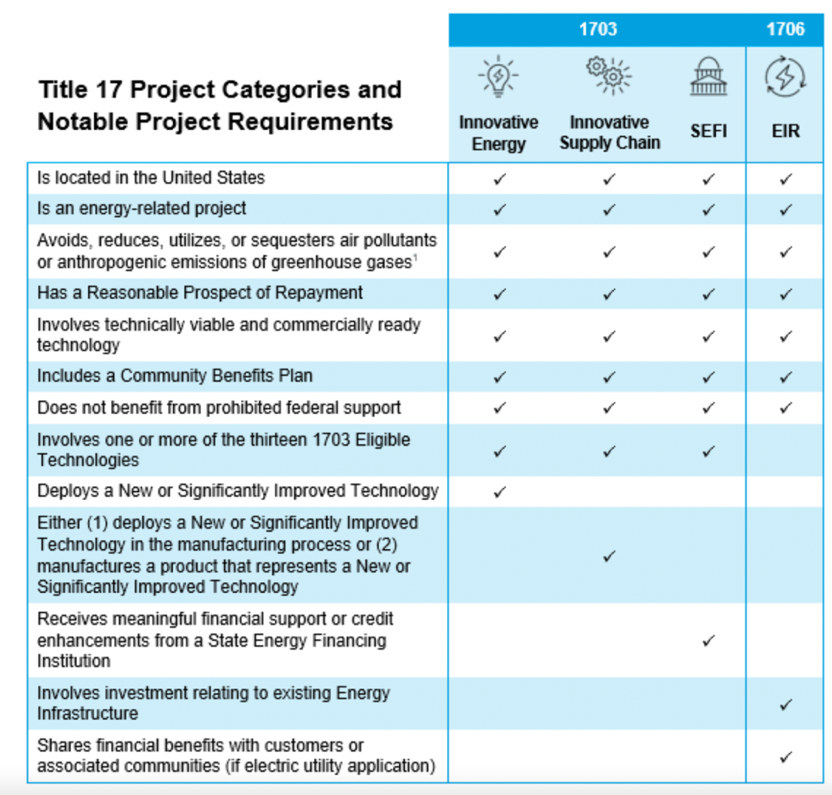 1703
1706
Title 17 Project Categories and
Notable Project Requirements
Innovative
Energy
Innovative
Supply Chain
SEFI
EIR
Is located in the United States ✓ ✓ ✓ ✓
Is an energy-related project ✓ ✓ ✓ ✓
Avoids, reduces, utilizes, or sequesters air pollutants
or anthropogenic emissions of greenhouse gases¹ ✓ ✓ ✓ ✓
Has a Reasonable Prospect of Repayment ✓ ✓ ✓ ✓
Involves technically viable and commercially ready
technology ✓ ✓ ✓ ✓
Includes a Community Benefits Plan ✓ ✓ ✓ ✓
Does not benefit from prohibited federal support ✓ ✓ ✓ ✓
Involves one or more of the thirteen 1703 Eligible
Technologies ✓ ✓ ✓
Deploys a New or Significantly Improved Technology ✓
Either (1) deploys a New or Significantly Improved
Technology in the manufacturing process or (2)
manufactures a product that represents a New or
Significantly Improved Technology ✓
Receives meaningful financial support or credit
enhancements from a State Energy Financing
Institution ✓
Involves investment relating to existing Energy
Infrastructure ✓
Shares financial benefits with customers or
associated communities (if electric utility application) ✓